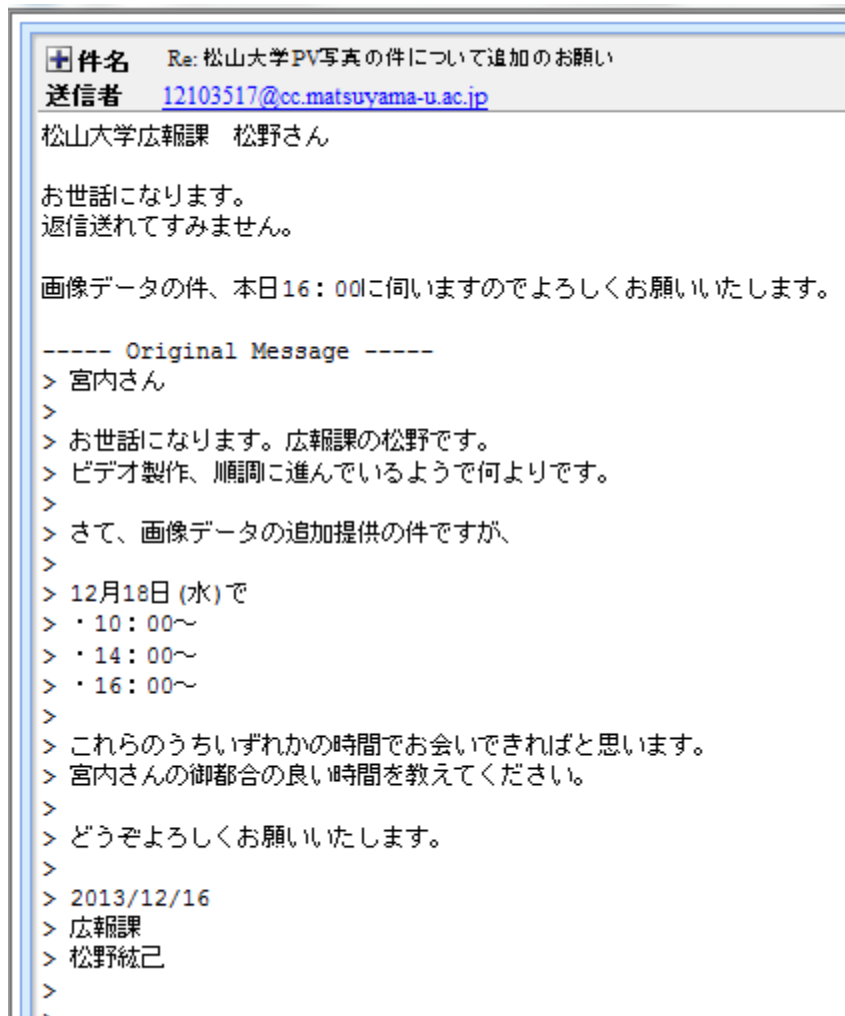 件名 Re: 松山大学PV写真の件について追加のお願い
送信者 12103517@cc.matsuyama-u.ac.jp
松山大学広報課　松野さん
お世話になります。
返信送れてすみません。
画像データの件、本日16：00に伺いますのでよろしくお願いいたします。
----- Original Message -----
> 宮内さん
>
> お世話になります。広報課の松野です。
> ビデオ製作、順調に進んでいるようで何よりです。
>
> さて、画像データの追加提供の件ですが、
>
> 12月18日(水)で
> ・10：00～
> ・14：00～
> ・16：00～
>
> これらのうちいずれかの時間でお会いできればと思います。
> 宮内さんの御都合の良い時間を教えてください。
>
> どうぞよろしくお願いいたします。
>
> 2013/12/16
> 広報課
> 松野紘己
>